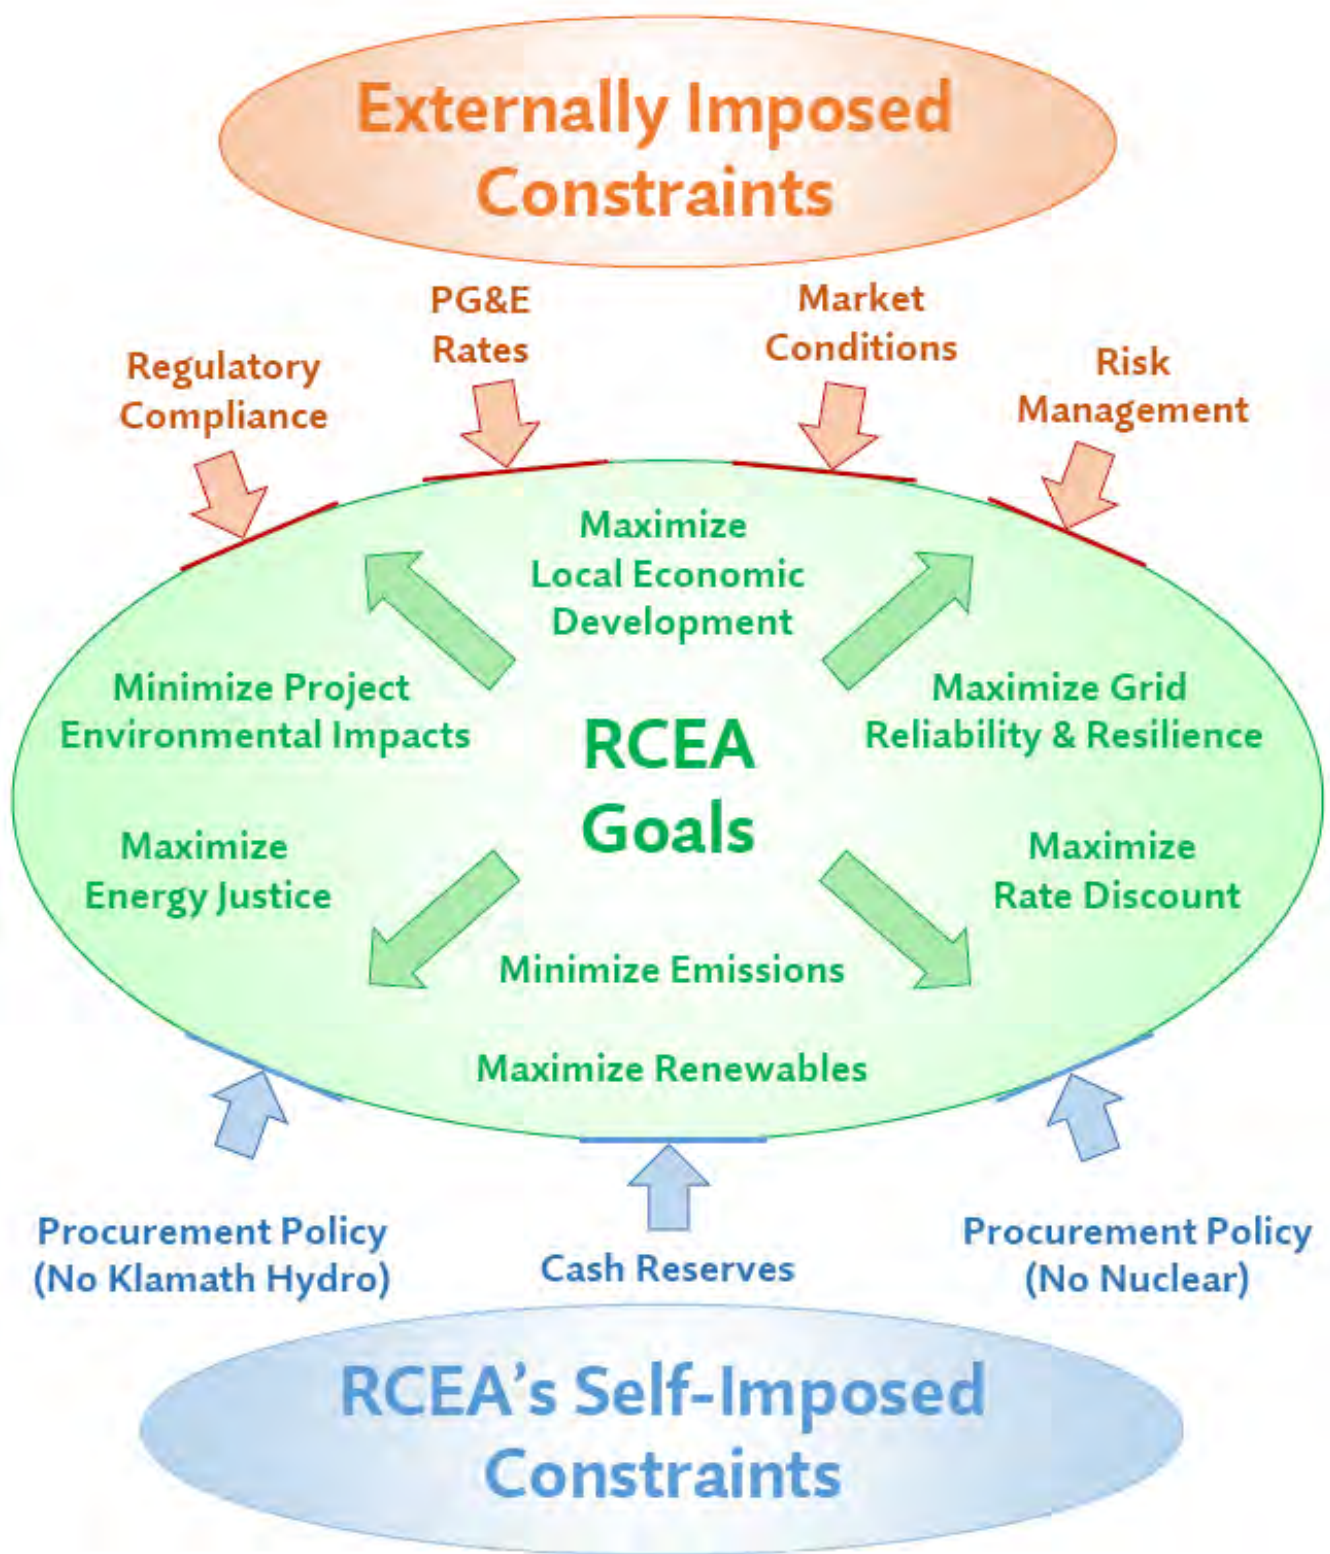 Externally Imposed
Constraints
PG&E
Rates
Market
Conditions
Regulatory
Compliance
Risk
Management
Maximize
Local Economic
Development
Minimize Project
Environmental Impacts
Maximize Grid
Reliability & Resilience
RCEA
Goals
Maximize
Energy Justice
Maximize
Rate Discount
Minimize Emissions
Maximize Renewables
Procurement Policy
(No Klamath Hydro)
Cash Reserves
Procurement Policy
(No Nuclear)
RCEA’s Self-Imposed
Constraints